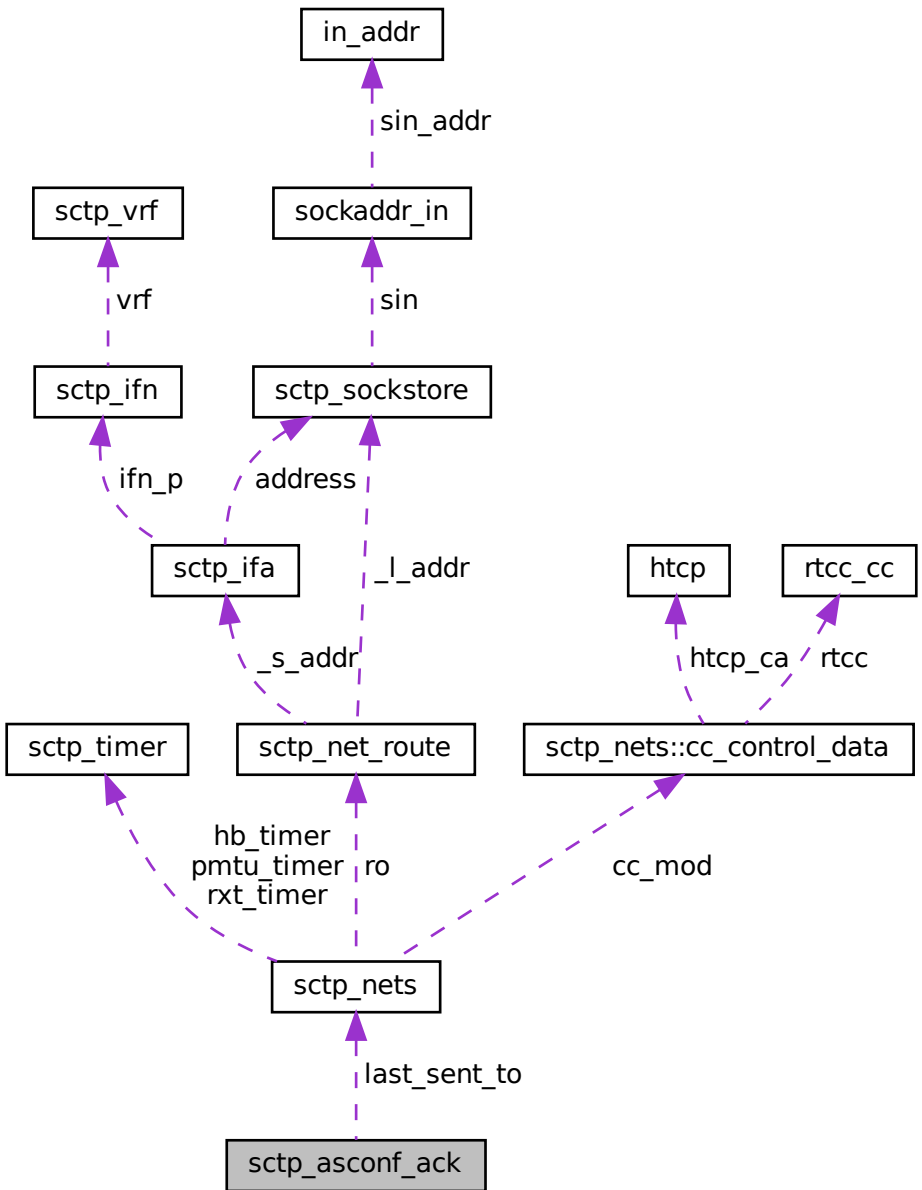 in_addr
sin_addr
sctp_vrf
sockaddr_in
vrf
sin
sctp_ifn
sctp_sockstore
ifn_p
address
sctp_ifa
_l_addr
htcp
rtcc_cc
_s_addr
htcp_ca
rtcc
sctp_timer
sctp_net_route
sctp_nets::cc_control_data
hb_timer
pmtu_timer
rxt_timer
ro
cc_mod
sctp_nets
last_sent_to
sctp_asconf_ack